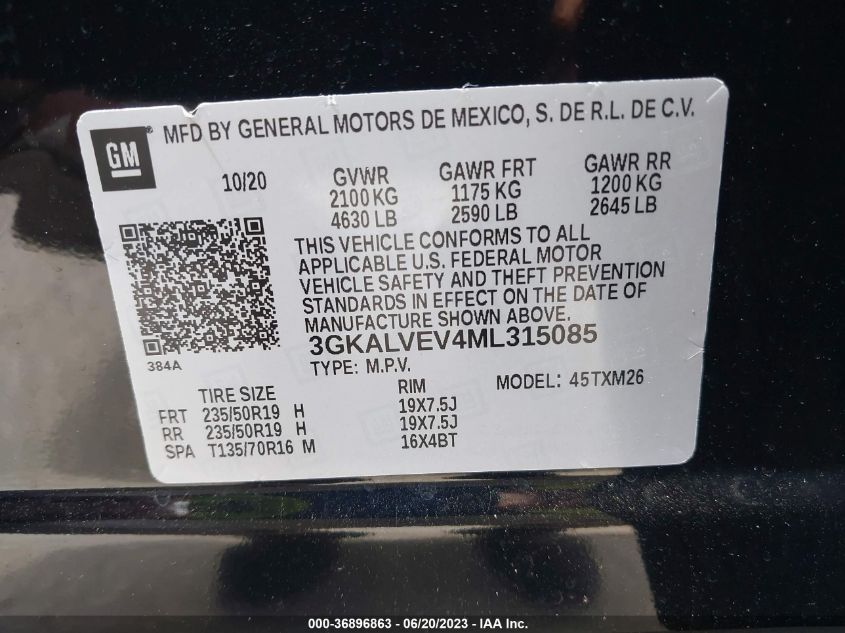 GM
MFD BY GENERAL MOTORS DE MEXICO, S. DE R.L. DE C.V.
10/20 GVWR GAWR FRT GAWR RR
2100 KG 1175 KG 1200 KG
4630 LB 2590 LB 2645 LB
THIS VEHICLE CONFORMS TO ALL
APPLICABLE U.S. FEDERAL MOTOR
VEHICLE SAFETY AND THEFT PREVENTION
STANDARDS IN EFFECT ON THE DATE OF
MANUFACTURE SHOWN ABOVE.
384A
3GKALVEV4ML315085
TYPE: M.P.V. MODEL: 45TXM26
TIRE SIZE RIM
FRT 235/50R19 H 19X7.5J
RR 235/50R19 H 19X7.5J
SPA T135/70R16 M 16X4BT
000-36896863 - 06/20/2023 - IAA Inc.